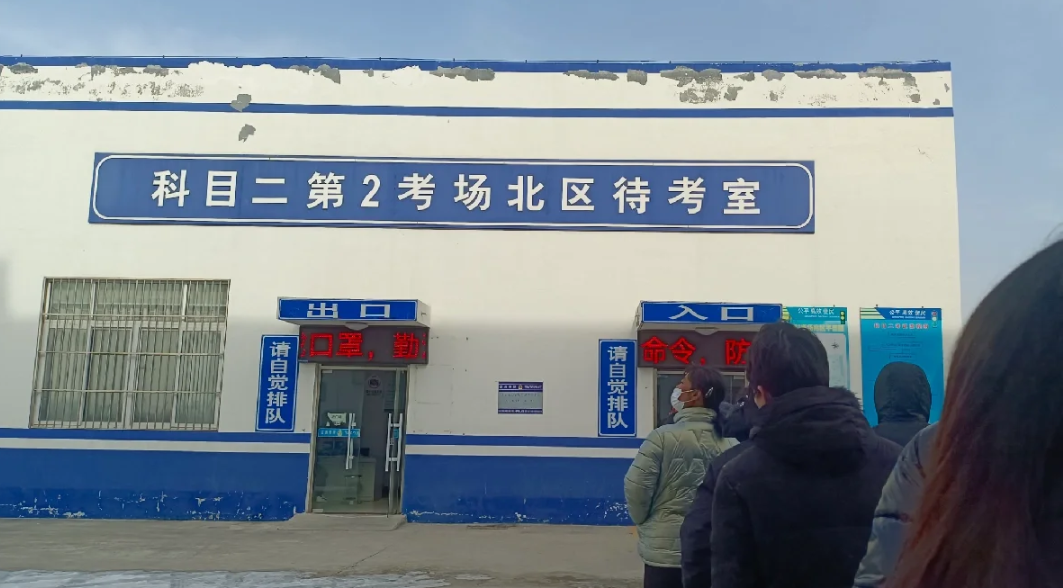 科目二第2考场北区待考室
出口
入口
口罩，勤
命令、防
请自觉排队
请自觉排队